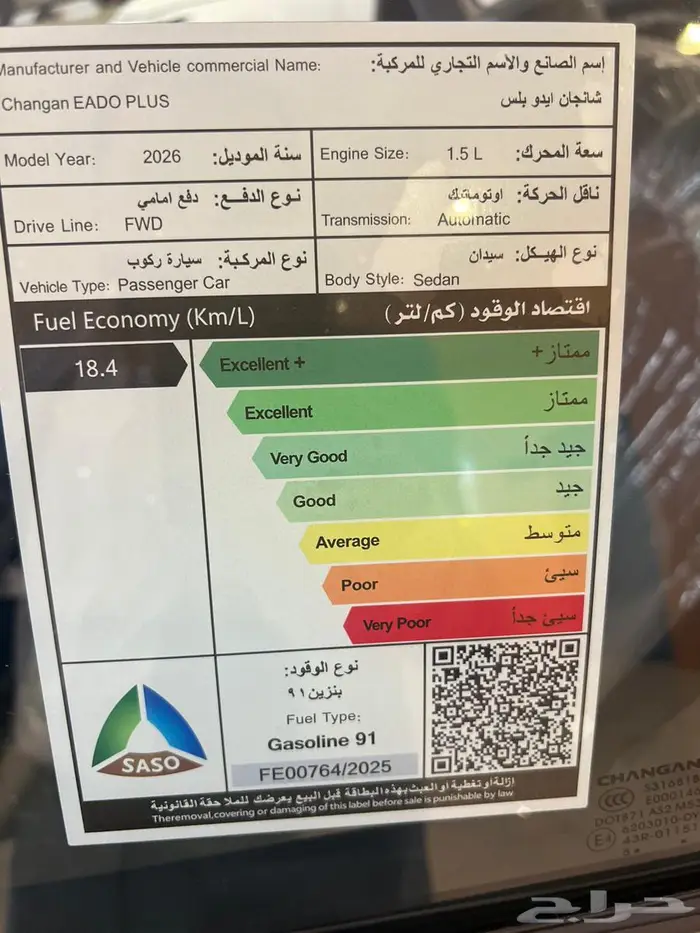 Manufacturer and Vehicle commercial Name: إسم الصانع والأسم التجاري للمركبة:
Changan EADO PLUS شانجان ايدو بلس
Model Year: 2026 سنة الموديل:
Engine Size: 1.5 L سعة المحرك:
نوع الدفع: دفع امامي
Drive Line: FWD
ناقل الحركة: اوتوماتيك
Transmission: Automatic
نوع المركبة: سيارة ركوب
Vehicle Type: Passenger Car
نوع الهيكل: سيدان
Body Style: Sedan
Fuel Economy (Km/L) اقتصاد الوقود (كم/لتر)
18.4
Excellent + ممتاز+
Excellent ممتاز
Very Good جيد جداً
Good جيد
Average متوسط
Poor سيئ
Very Poor سيئ جداً
SASO
نوع الوقود:
بنزين ٩١
Fuel Type:
Gasoline 91
FE00764/2025
إزالة أو تغطية أو العبث بهذه البطاقة قبل البيع يعرضك للملاحقة القانونية
Theremoval,covering or damaging of this label before sale is punishable by law
CHANGAN
حراج